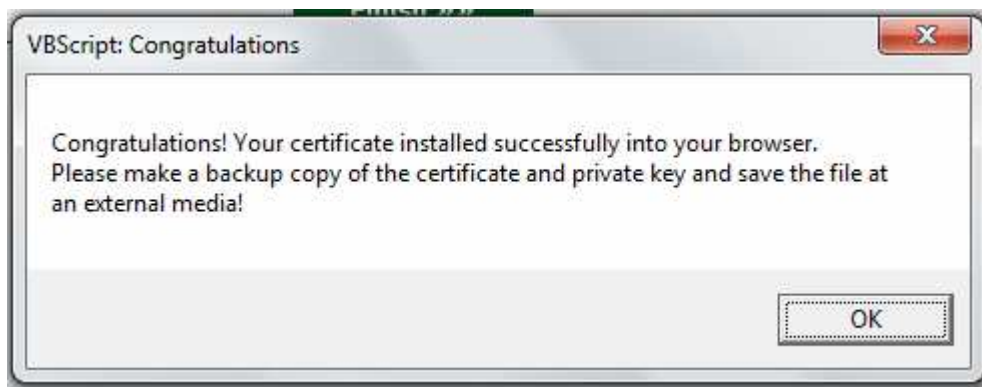 VBScript: Congratulations
Congratulations! Your certificate installed successfully into your browser.
Please make a backup copy of the certificate and private key and save the file at
an external media!
OK